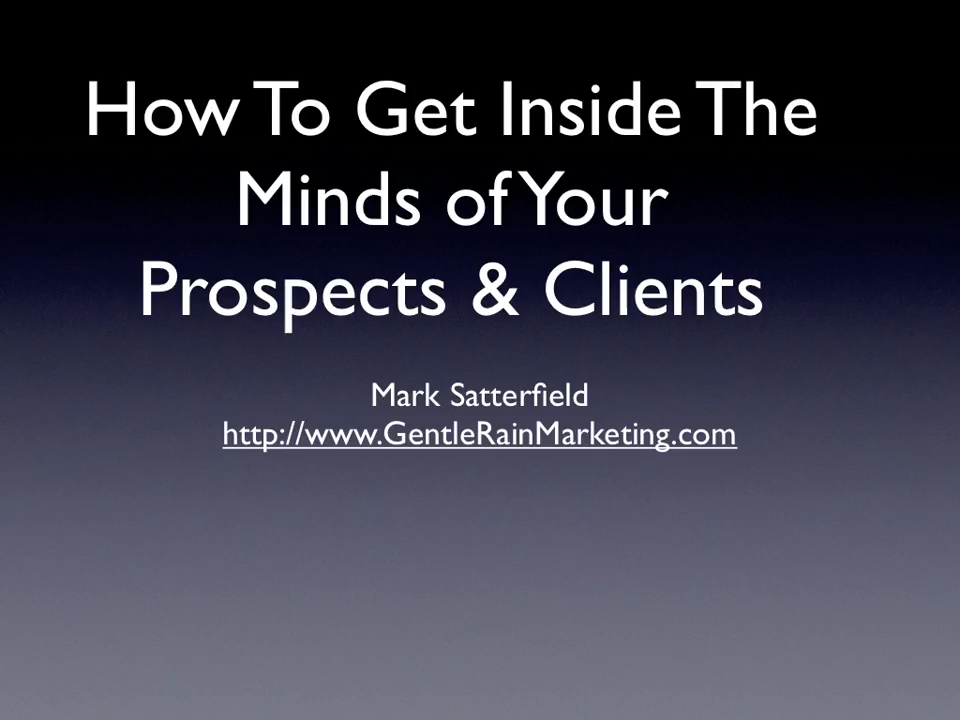 How To Get Inside The
Minds of Your
Prospects & Clients
Mark Satterfield
http://www.GentleRainMarketing.com